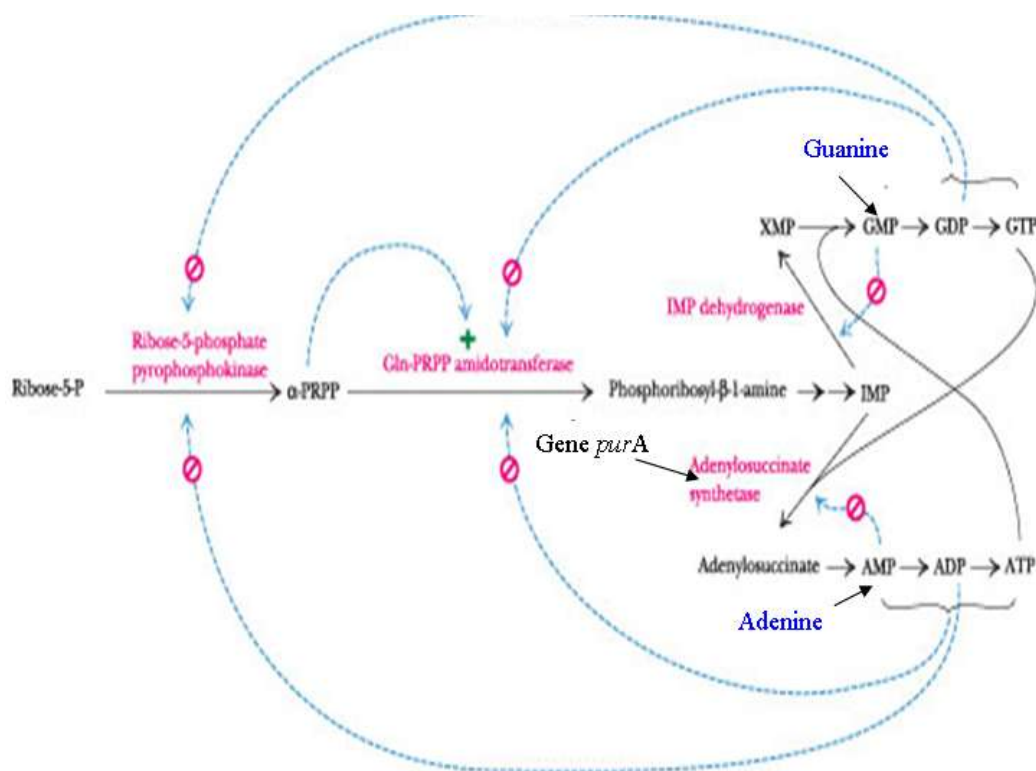 Guanine
XMP
GMP
GDP
GTP
IMP dehydrogenase
Ribose-5-phosphate
pyrophosphokinase
+
Gln-PRPP amidotransferase
Ribose-5-P
α-PRPP
Phosphoribosyl-β-1-amine
IMP
Gene purA
Adenylosuccinate
synthetase
Adenylosuccinate
AMP
ADP
ATP
Adenine